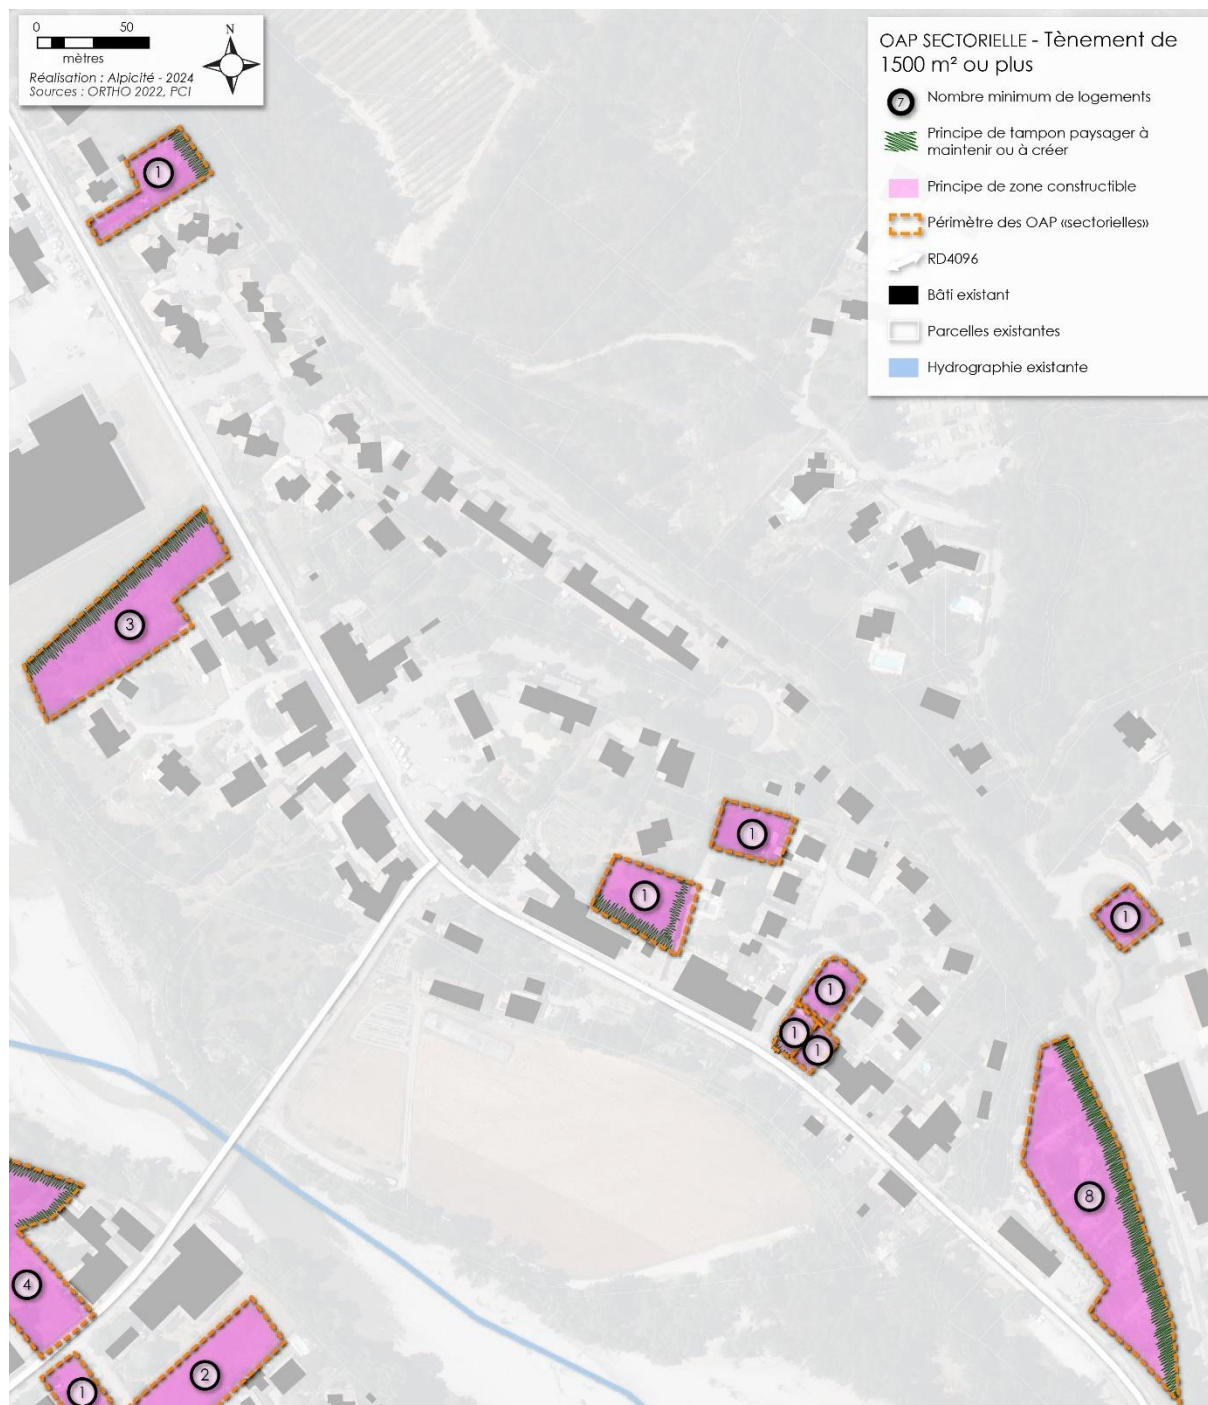 0 50
mètres
N
Réalisation : Alpicité - 2024
Sources : ORTHO 2022, PCI
OAP SECTORIELLE - Tènement de
1500 m² ou plus
7 Nombre minimum de logements
Principe de tampon paysager à
maintenir ou à créer
Principe de zone constructible
Périmètre des OAP «sectorielles»
RD4096
Bâti existant
Parcelles existantes
Hydrographie existante
1
3
1
1
1
1
1
1
8
4
2
1